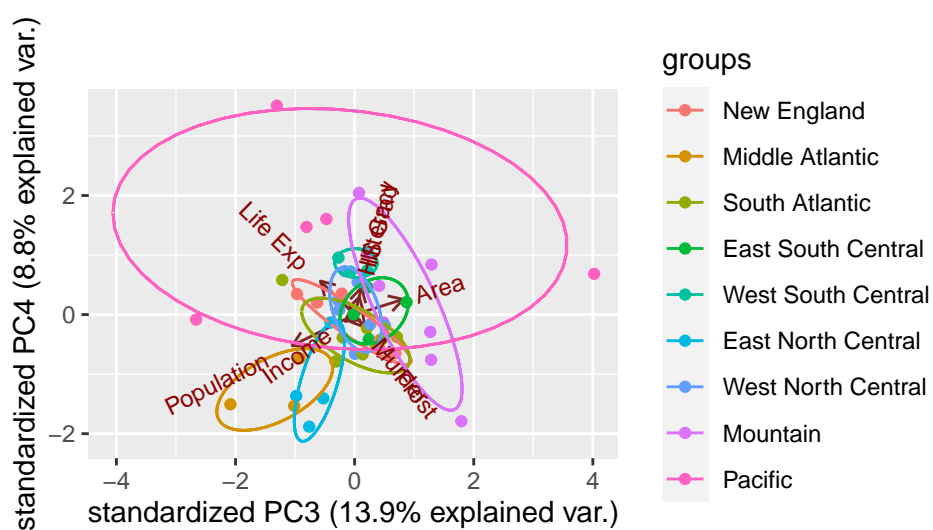 groups
New England
Middle Atlantic
South Atlantic
East South Central
West South Central
East North Central
West North Central
Mountain
Pacific
standardized PC4 (8.8% explained var.)
2
0
−2
−4
−2
0
2
4
standardized PC3 (13.9% explained var.)
Life Exp
Area
Population
Income
Murder